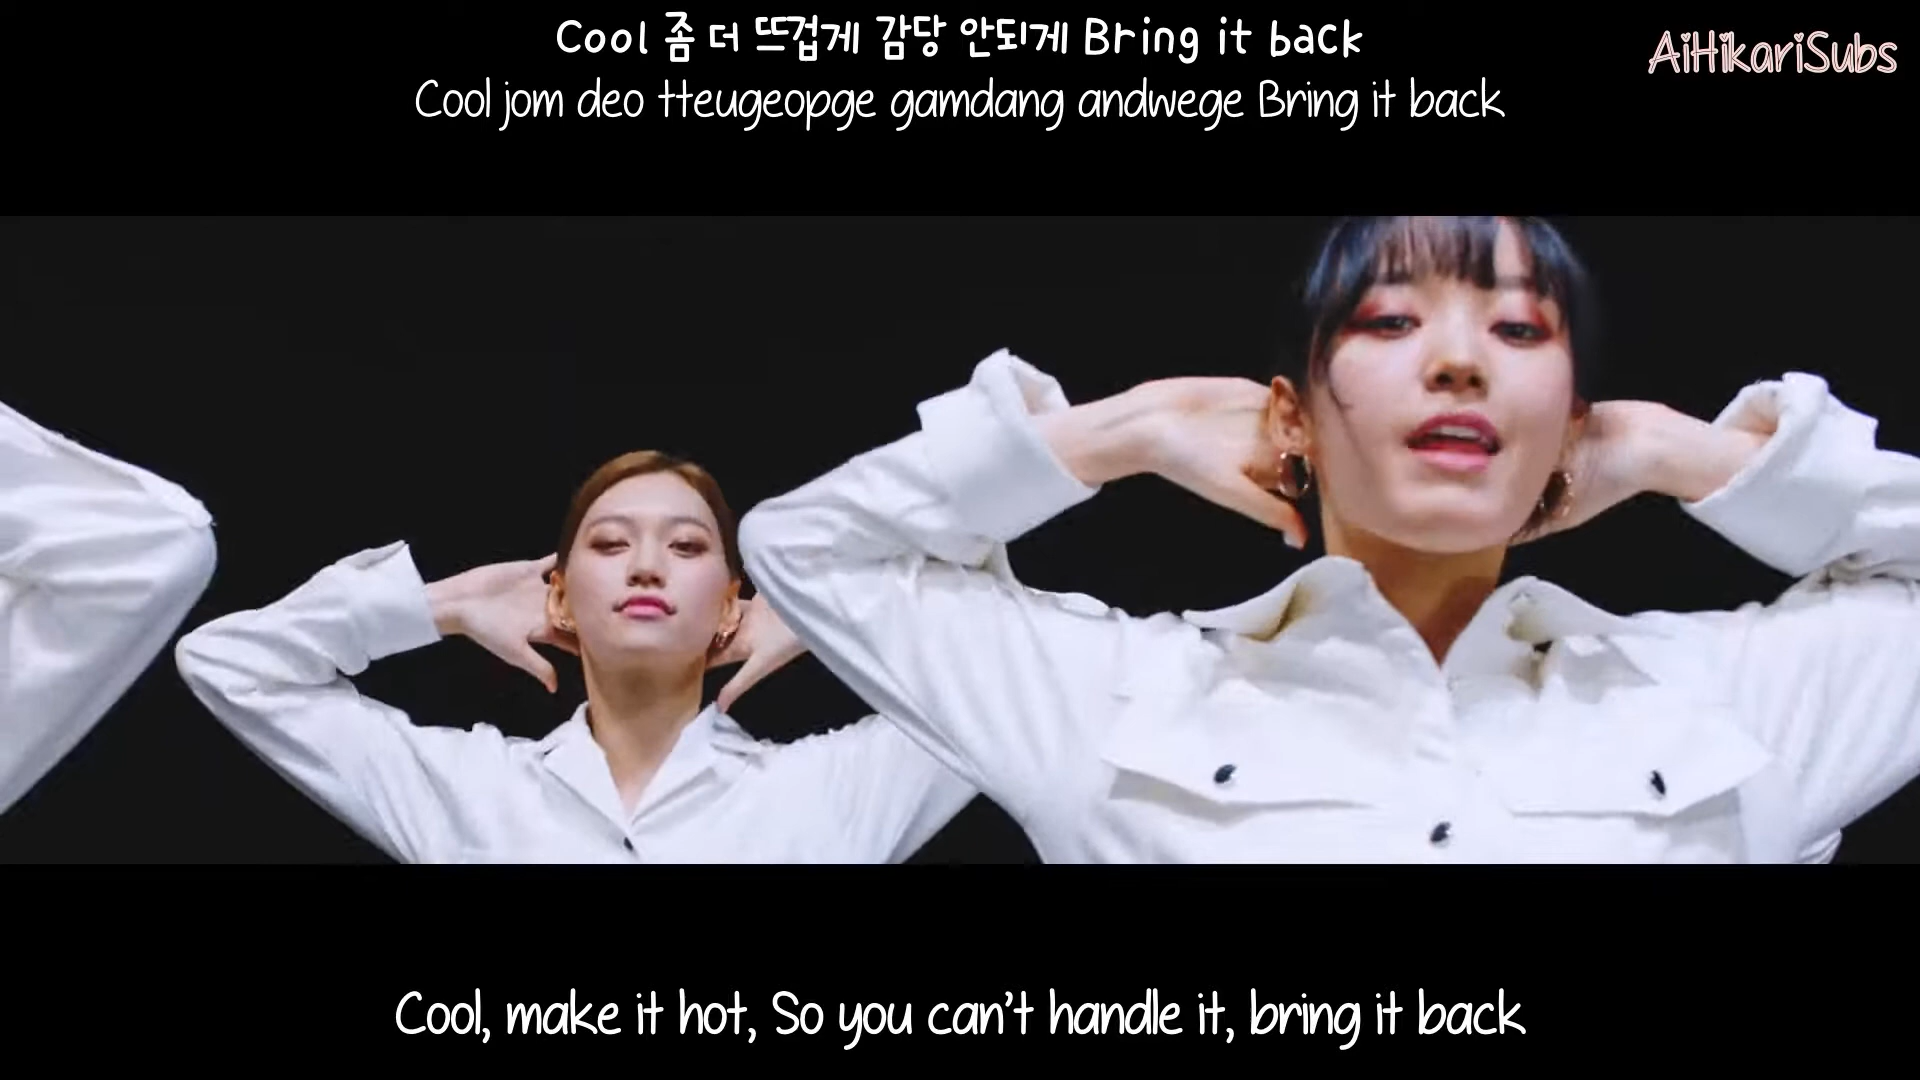 Cool 좀 더 뜨겁게 감당 안되게 Bring it back
AiHikariSubs
Cool jom deo tteugeopge gamdang andwege Bring it back
Cool, make it hot, So you can't handle it, bring it back